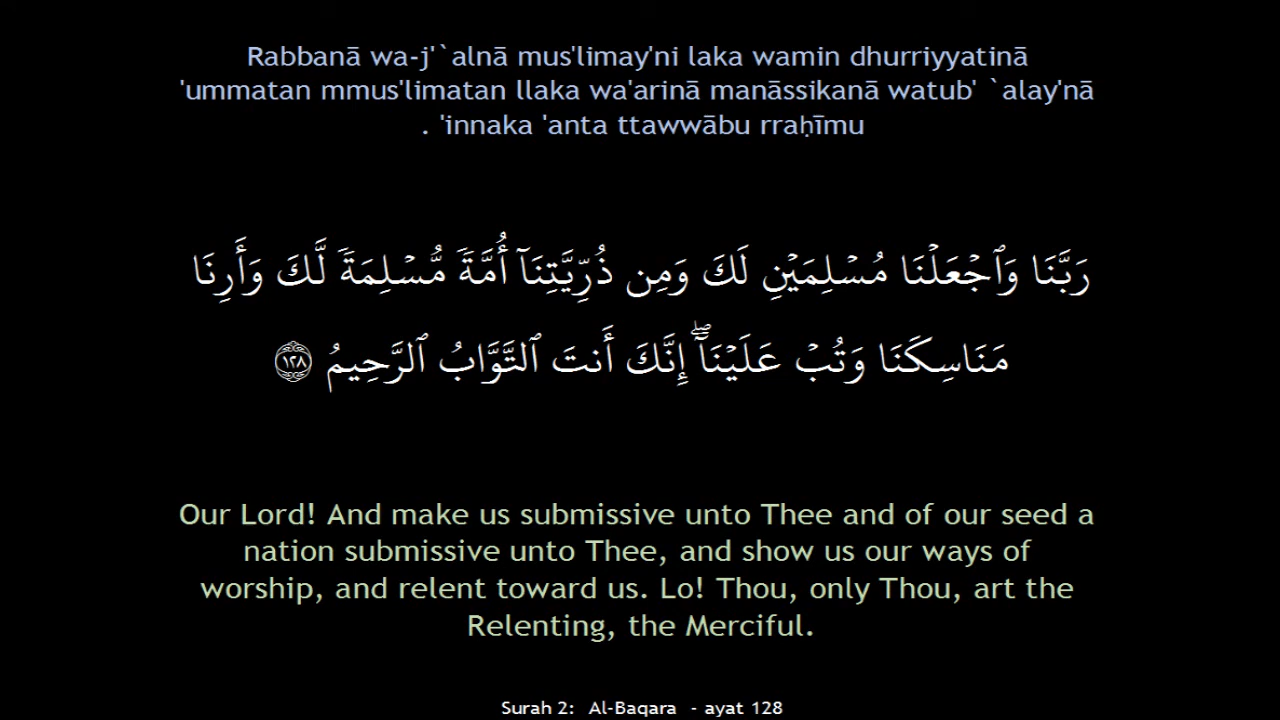 Rabbanā wa-j'`alnā mus'limay'ni laka wamin dhurriyyatinā
'ummatan mmus'limatan llaka wa'arinā manāssikanā watub' `alay'nā
. 'innaka 'anta ttawwābu rraḥīmu
رَبَّنَا وَٱجْعَلْنَا مُسْلِمَيْنِ لَكَ وَمِن ذُرِّيَّتِنَآ أُمَّةً مُّسْلِمَةً لَّكَ وَأَرِنَا
مَنَاسِكَنَا وَتُبْ عَلَيْنَآ ۖ إِنَّكَ أَنتَ ٱلتَّوَّابُ ٱلرَّحِيمُ ١٢٨
Our Lord! And make us submissive unto Thee and of our seed a
nation submissive unto Thee, and show us our ways of
worship, and relent toward us. Lo! Thou, only Thou, art the
Relenting, the Merciful.
Surah 2: Al-Baqara - ayat 128